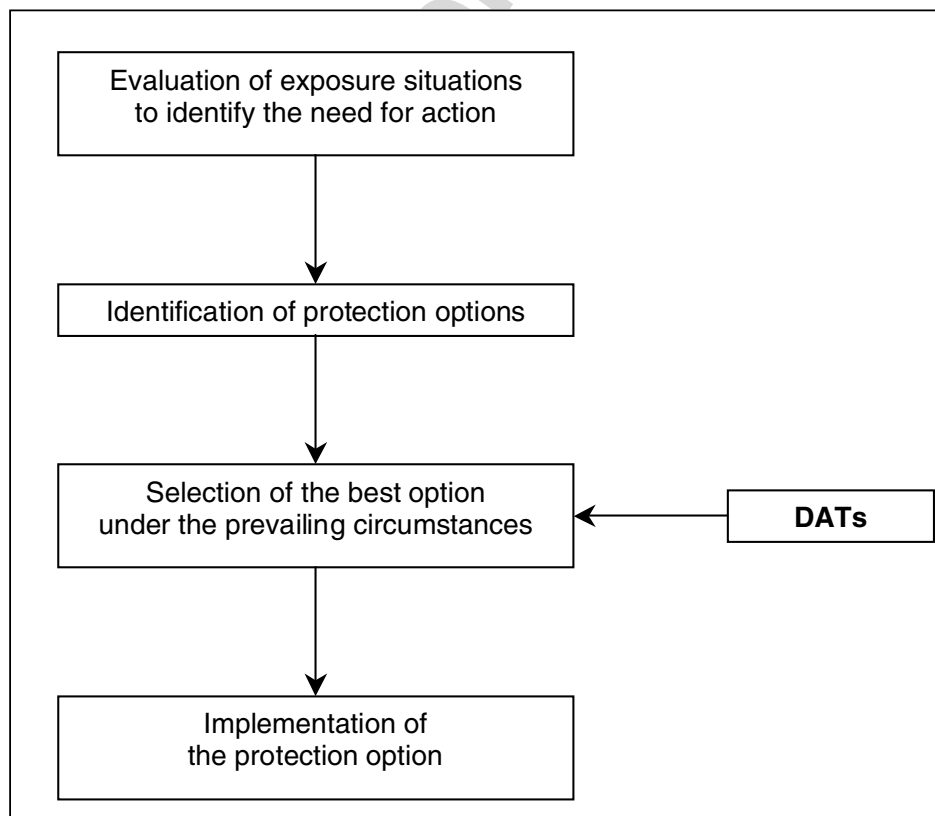 Evaluation of exposure situations
to identify the need for action
Identification of protection options
Selection of the best option
under the prevailing circumstances
DATs
Implementation of
the protection option